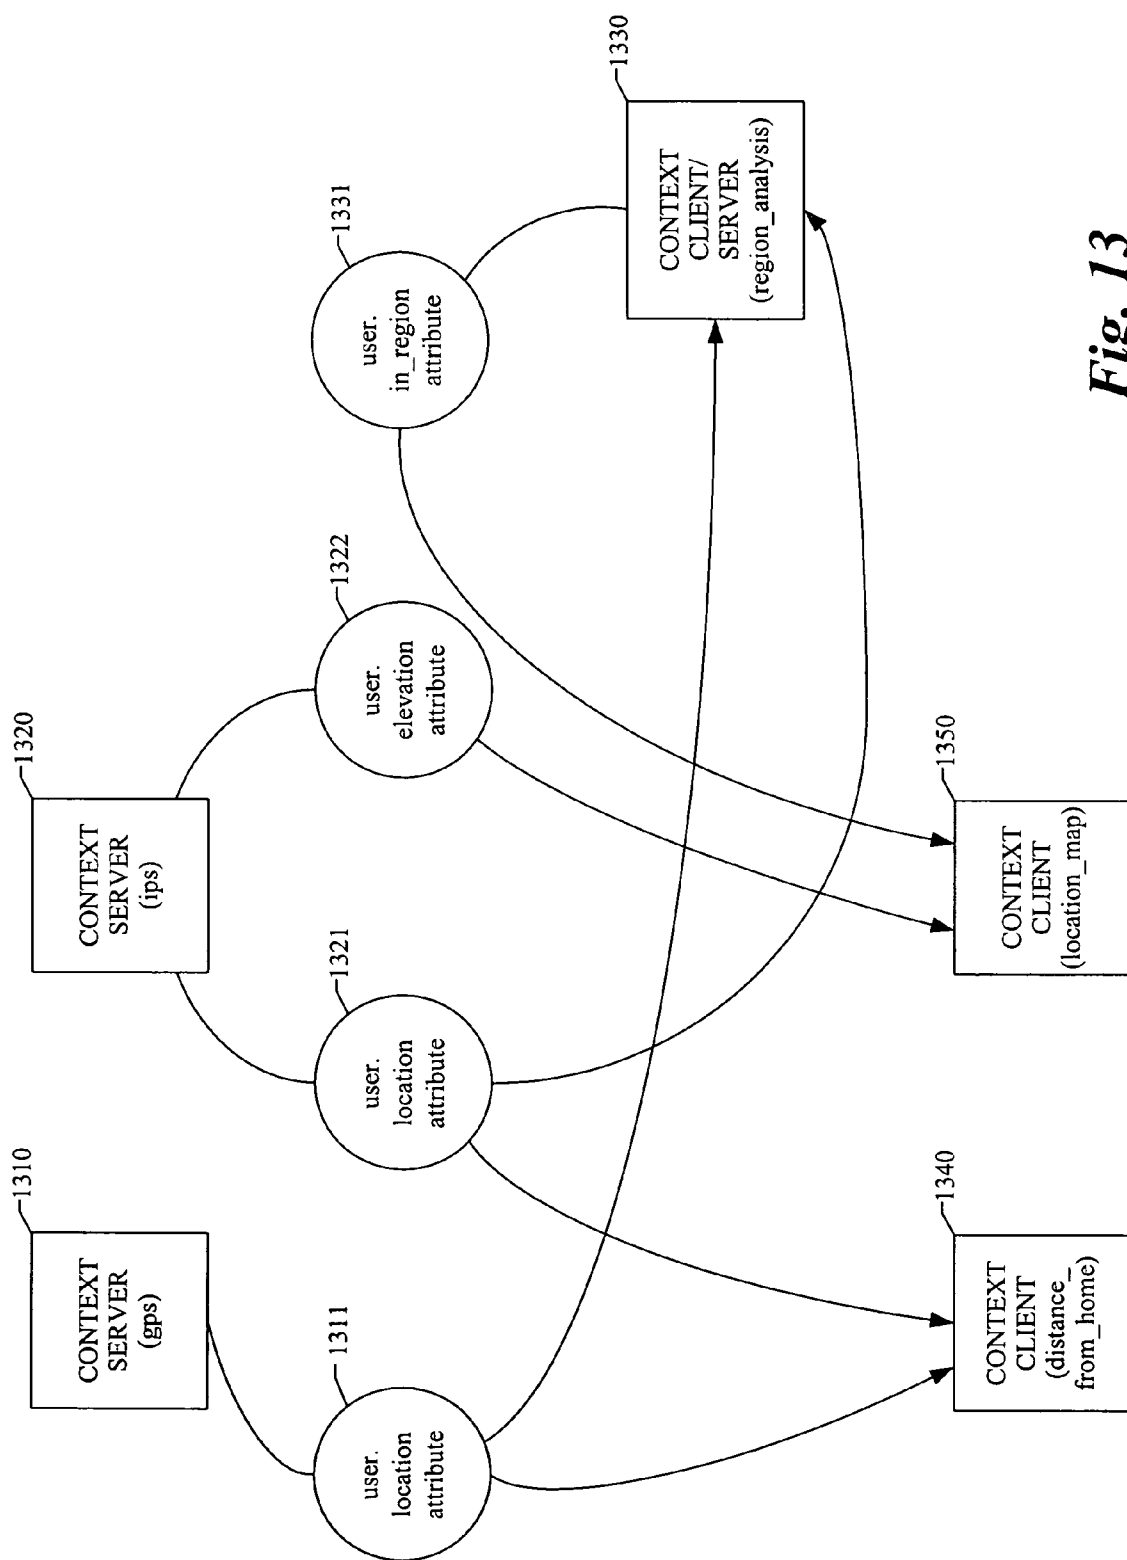 1310
CONTEXT
SERVER
(gps)
1320
CONTEXT
SERVER
(ips)
1311
user.
location
attribute
1321
user.
location
attribute
1322
user.
elevation
attribute
1331
user.
in_region
attribute
1330
CONTEXT
CLIENT/
SERVER
(region_analysis)
1340
CONTEXT
CLIENT
(distance_
from_home)
1350
CONTEXT
CLIENT
(location_map)
Fig. 13